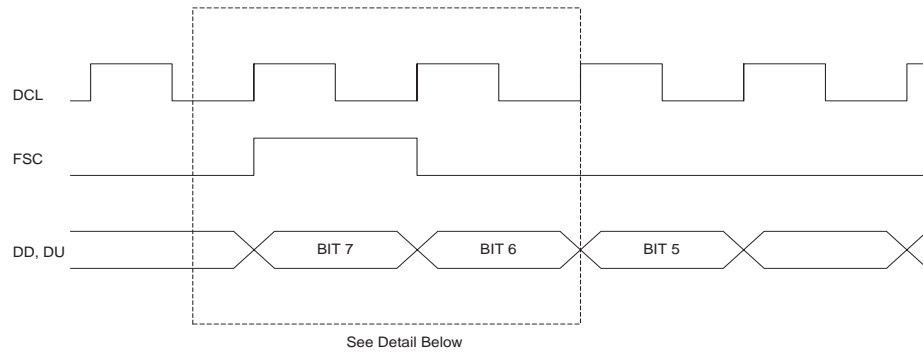 DCL
FSC
DD, DU
BIT 7
BIT 6
BIT 5
See Detail Below